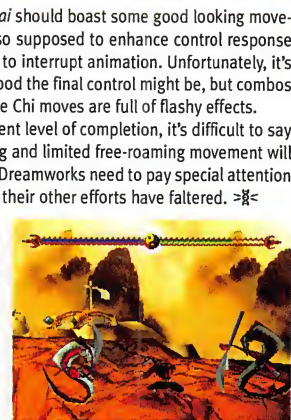 ai should boast some good looking move-
so supposed to enhance control response
to interrupt animation. Unfortunately, it's
ood the final control might be, but combos
e Chi moves are full of flashy effects.
ent level of completion, it's difficult to say
g and limited free-roaming movement will
Dreamworks need to pay special attention
their other efforts have faltered.